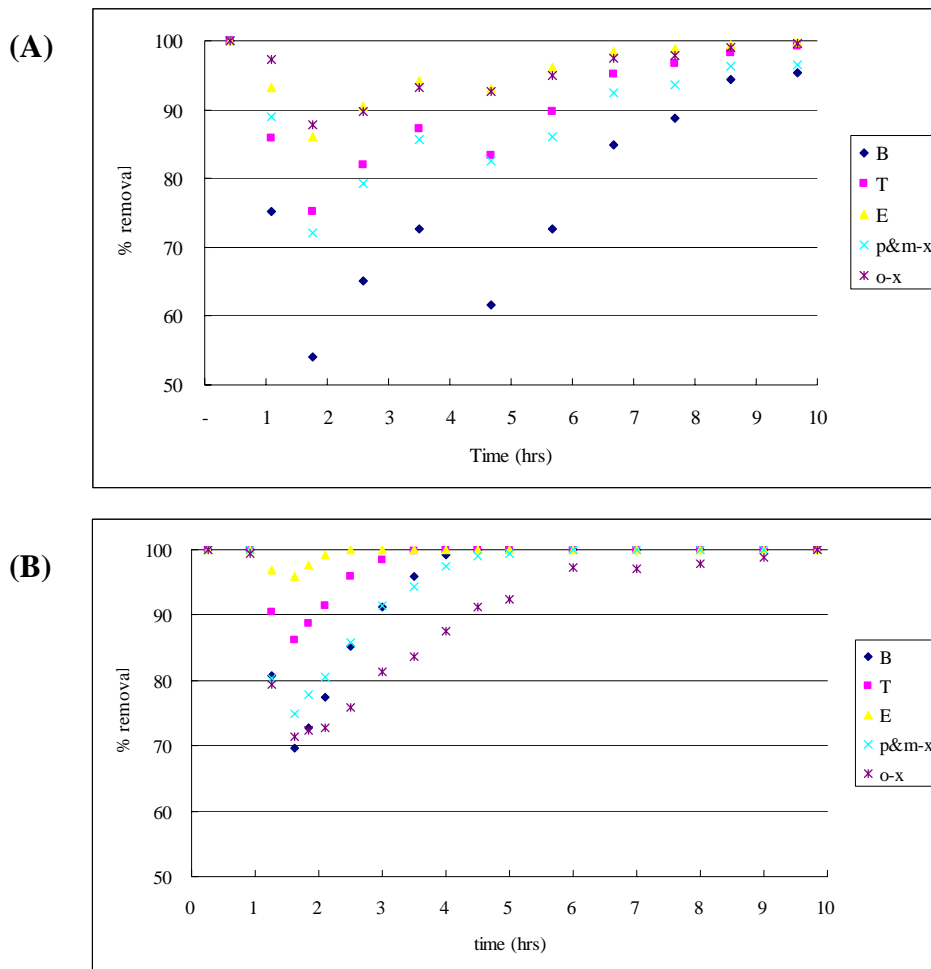 (A)
100
90
80
70
60
50
% removal
- 1 2 3 4 5 6 7 8 9 10
Time (hrs)
B
T
E
p&m-x
o-x
(B)
100
90
80
70
60
50
% removal
0 1 2 3 4 5 6 7 8 9 10
time (hrs)
B
T
E
p&m-x
o-x